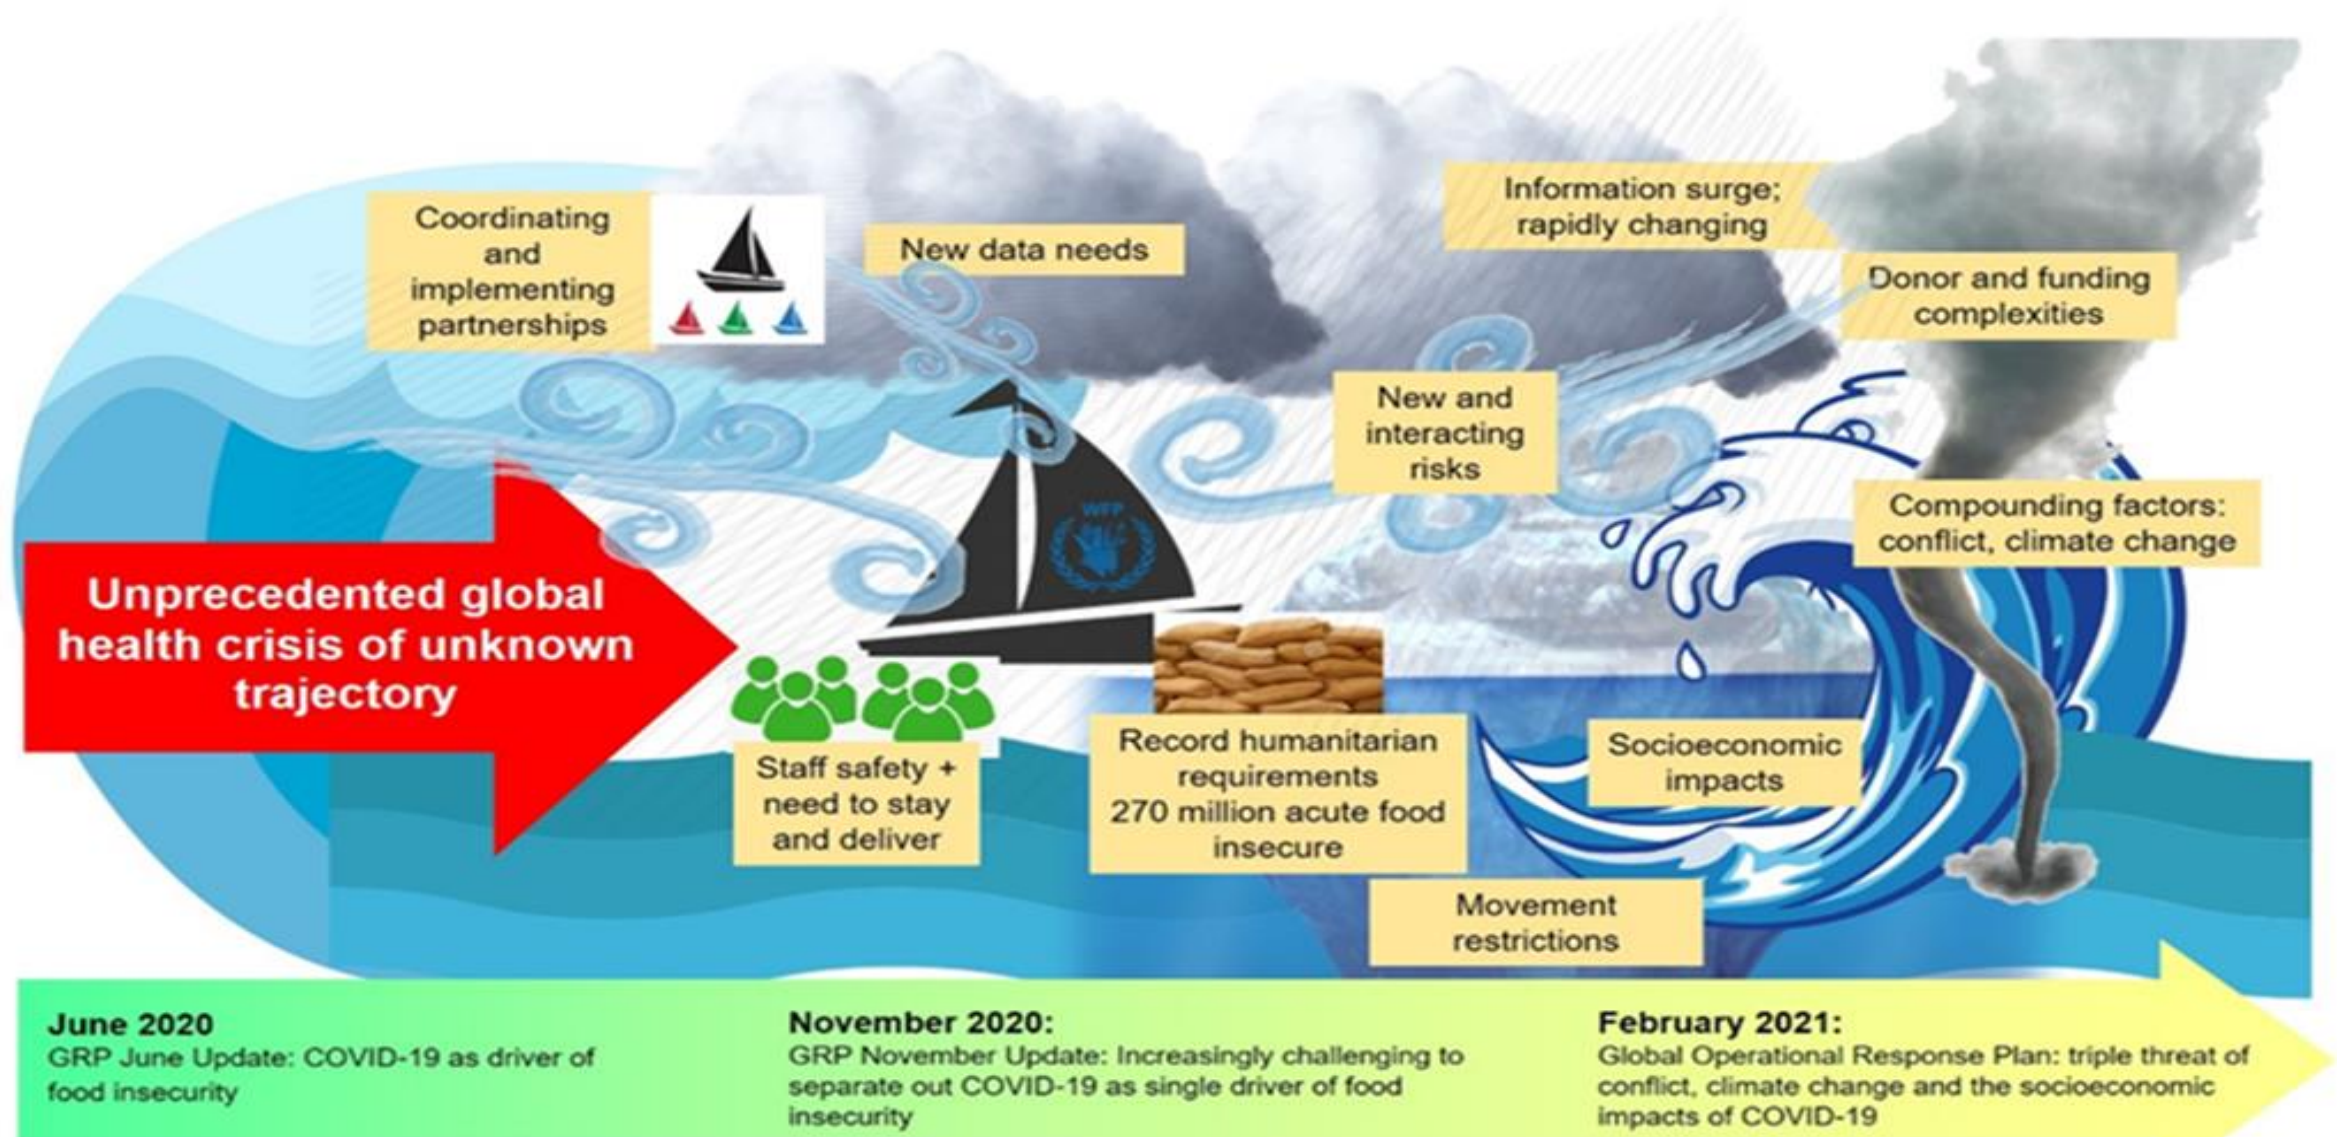 Coordinating
and
implementing
partnerships
New data needs
Information surge;
rapidly changing
Donor and funding
complexities
New and
interacting
risks
Compounding factors:
conflict, climate change
WFP
Unprecedented global
health crisis of unknown
trajectory
Staff safety +
need to stay
and deliver
Record humanitarian
requirements
270 million acute food
insecure
Socioeconomic
impacts
Movement
restrictions
June 2020
GRP June Update: COVID-19 as driver of
food insecurity
November 2020:
GRP November Update: Increasingly challenging to
separate out COVID-19 as single driver of food
insecurity
February 2021:
Global Operational Response Plan: triple threat of
conflict, climate change and the socioeconomic
impacts of COVID-19